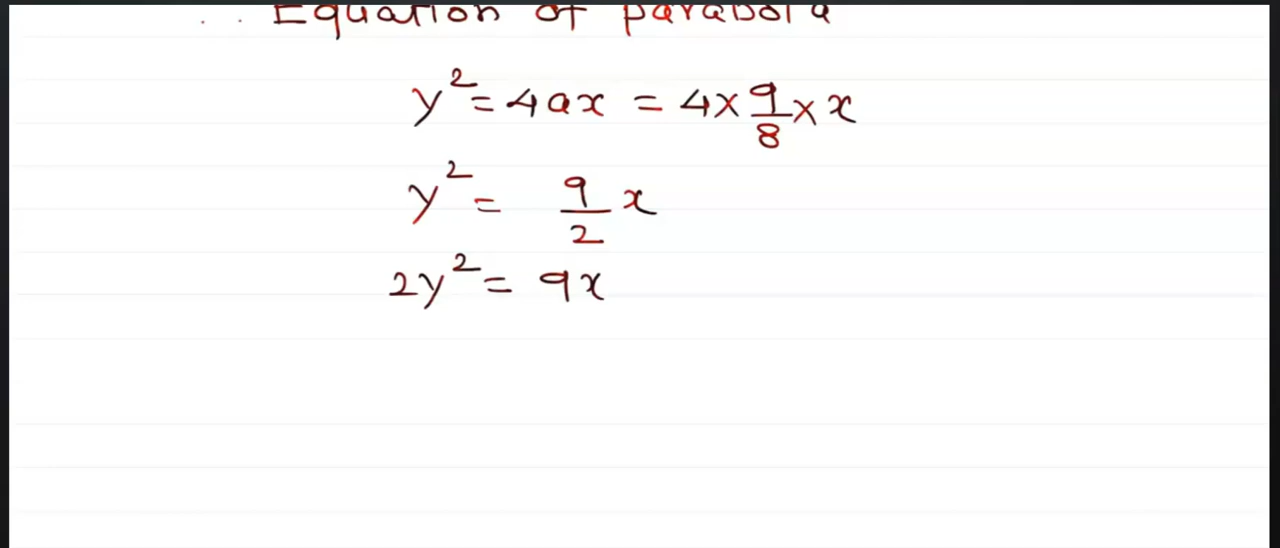 Equation of parabola
y² = 4ax = 4 × 9/8 × x
y² = 9/2 x
2y² = 9x